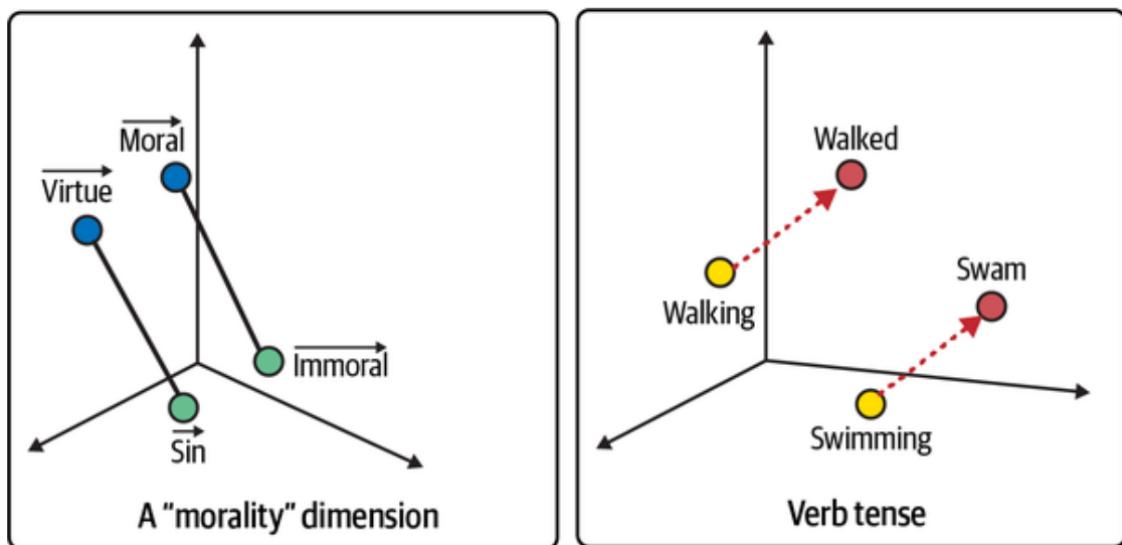 Moral
Virtue
Immoral
Sin
A “morality” dimension
Walked
Swam
Walking
Swimming
Verb tense